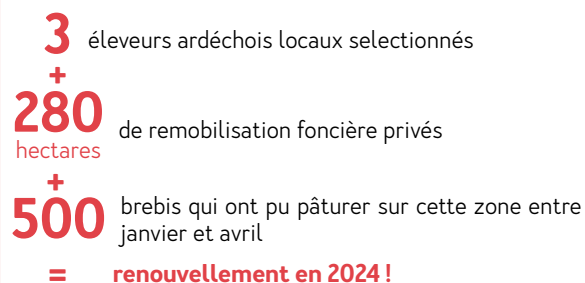 3 éleveurs ardéchois locaux selectionnés
+
280
hectares
de remobilisation foncière privés
+
500 brebis qui ont pu pâturer sur cette zone entre
janvier et avril
= renouvellement en 2024 !